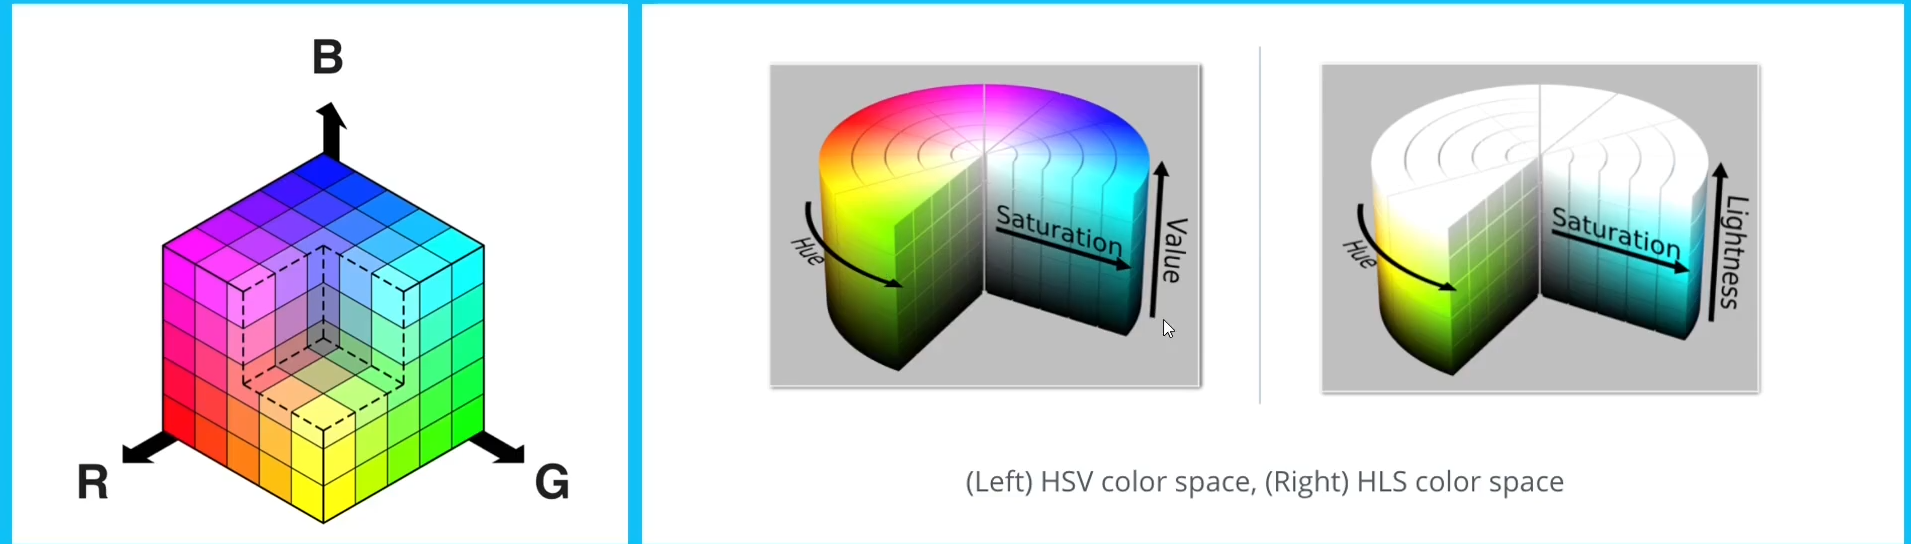 B
R
G
Hue
Saturation
Value
Hue
Saturation
Lightness
(Left) HSV color space, (Right) HLS color space